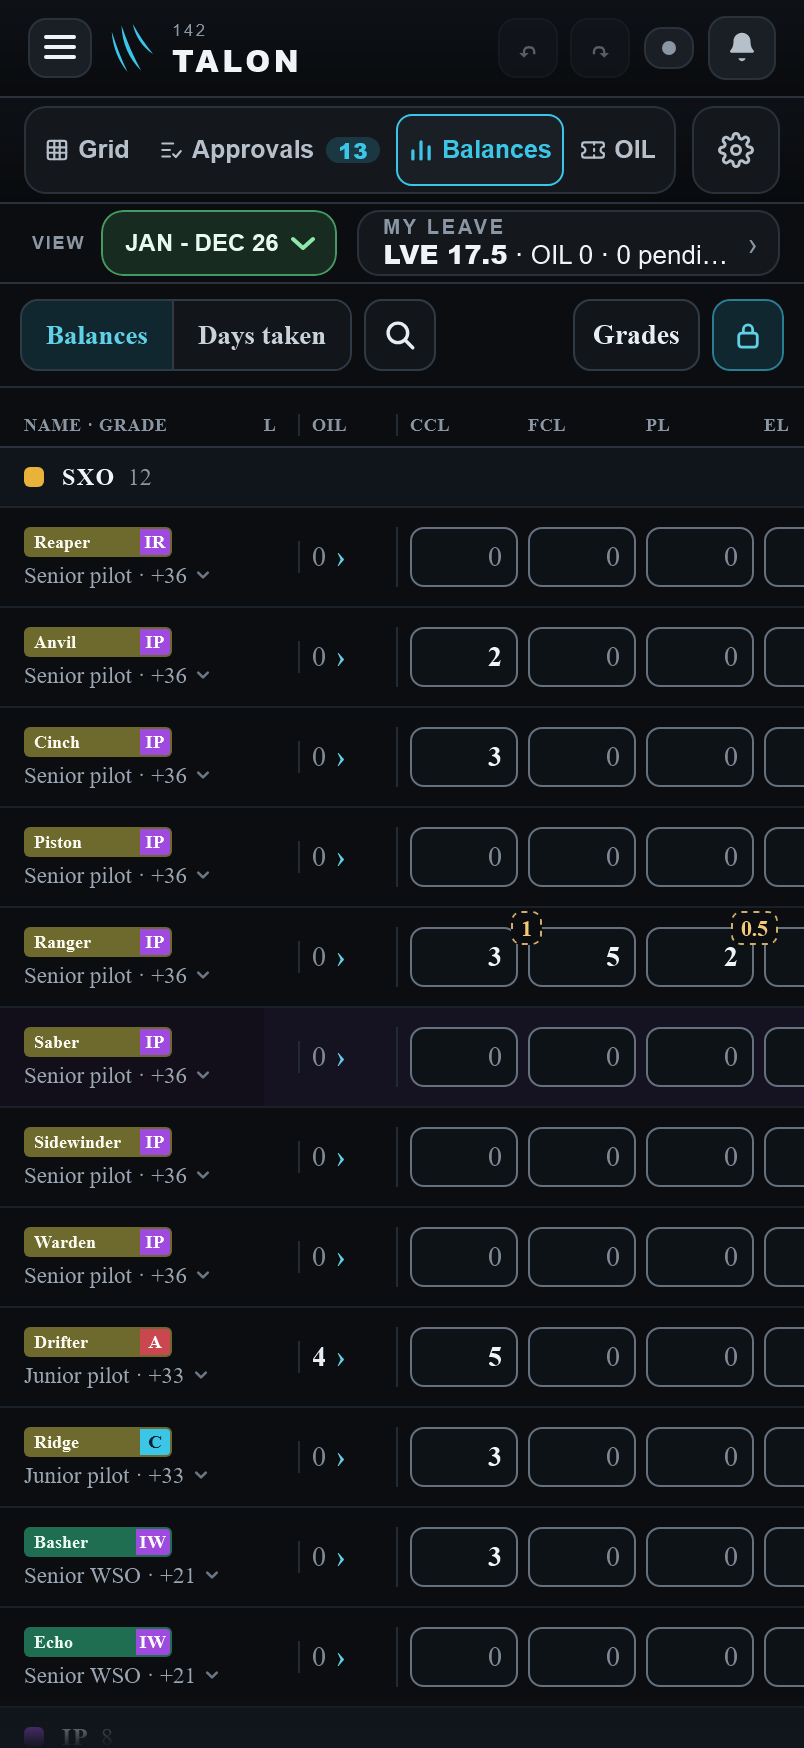 142
TALON
Grid
Approvals 13
Balances
OIL
VIEW
JAN - DEC 26
MY LEAVE
LVE 17.5 · OIL 0 · 0 pendi… ›
Balances
Days taken
Grades
NAME · GRADE L OIL CCL FCL PL EL
SXO 12
Reaper IR
Senior pilot · +36
0 › 0 0 0
Anvil IP
Senior pilot · +36
0 › 2 0 0
Cinch IP
Senior pilot · +36
0 › 3 0 0
Piston IP
Senior pilot · +36
0 › 0 0 0
Ranger IP
Senior pilot · +36
0 › 3 1 5 2 0.5
Saber IP
Senior pilot · +36
0 › 0 0 0
Sidewinder IP
Senior pilot · +36
0 › 0 0 0
Warden IP
Senior pilot · +36
0 › 0 0 0
Drifter A
Junior pilot · +33
4 › 5 0 0
Ridge C
Junior pilot · +33
0 › 3 0 0
Basher IW
Senior WSO · +21
0 › 3 0 0
Echo IW
Senior WSO · +21
0 › 0 0 0
IP 8